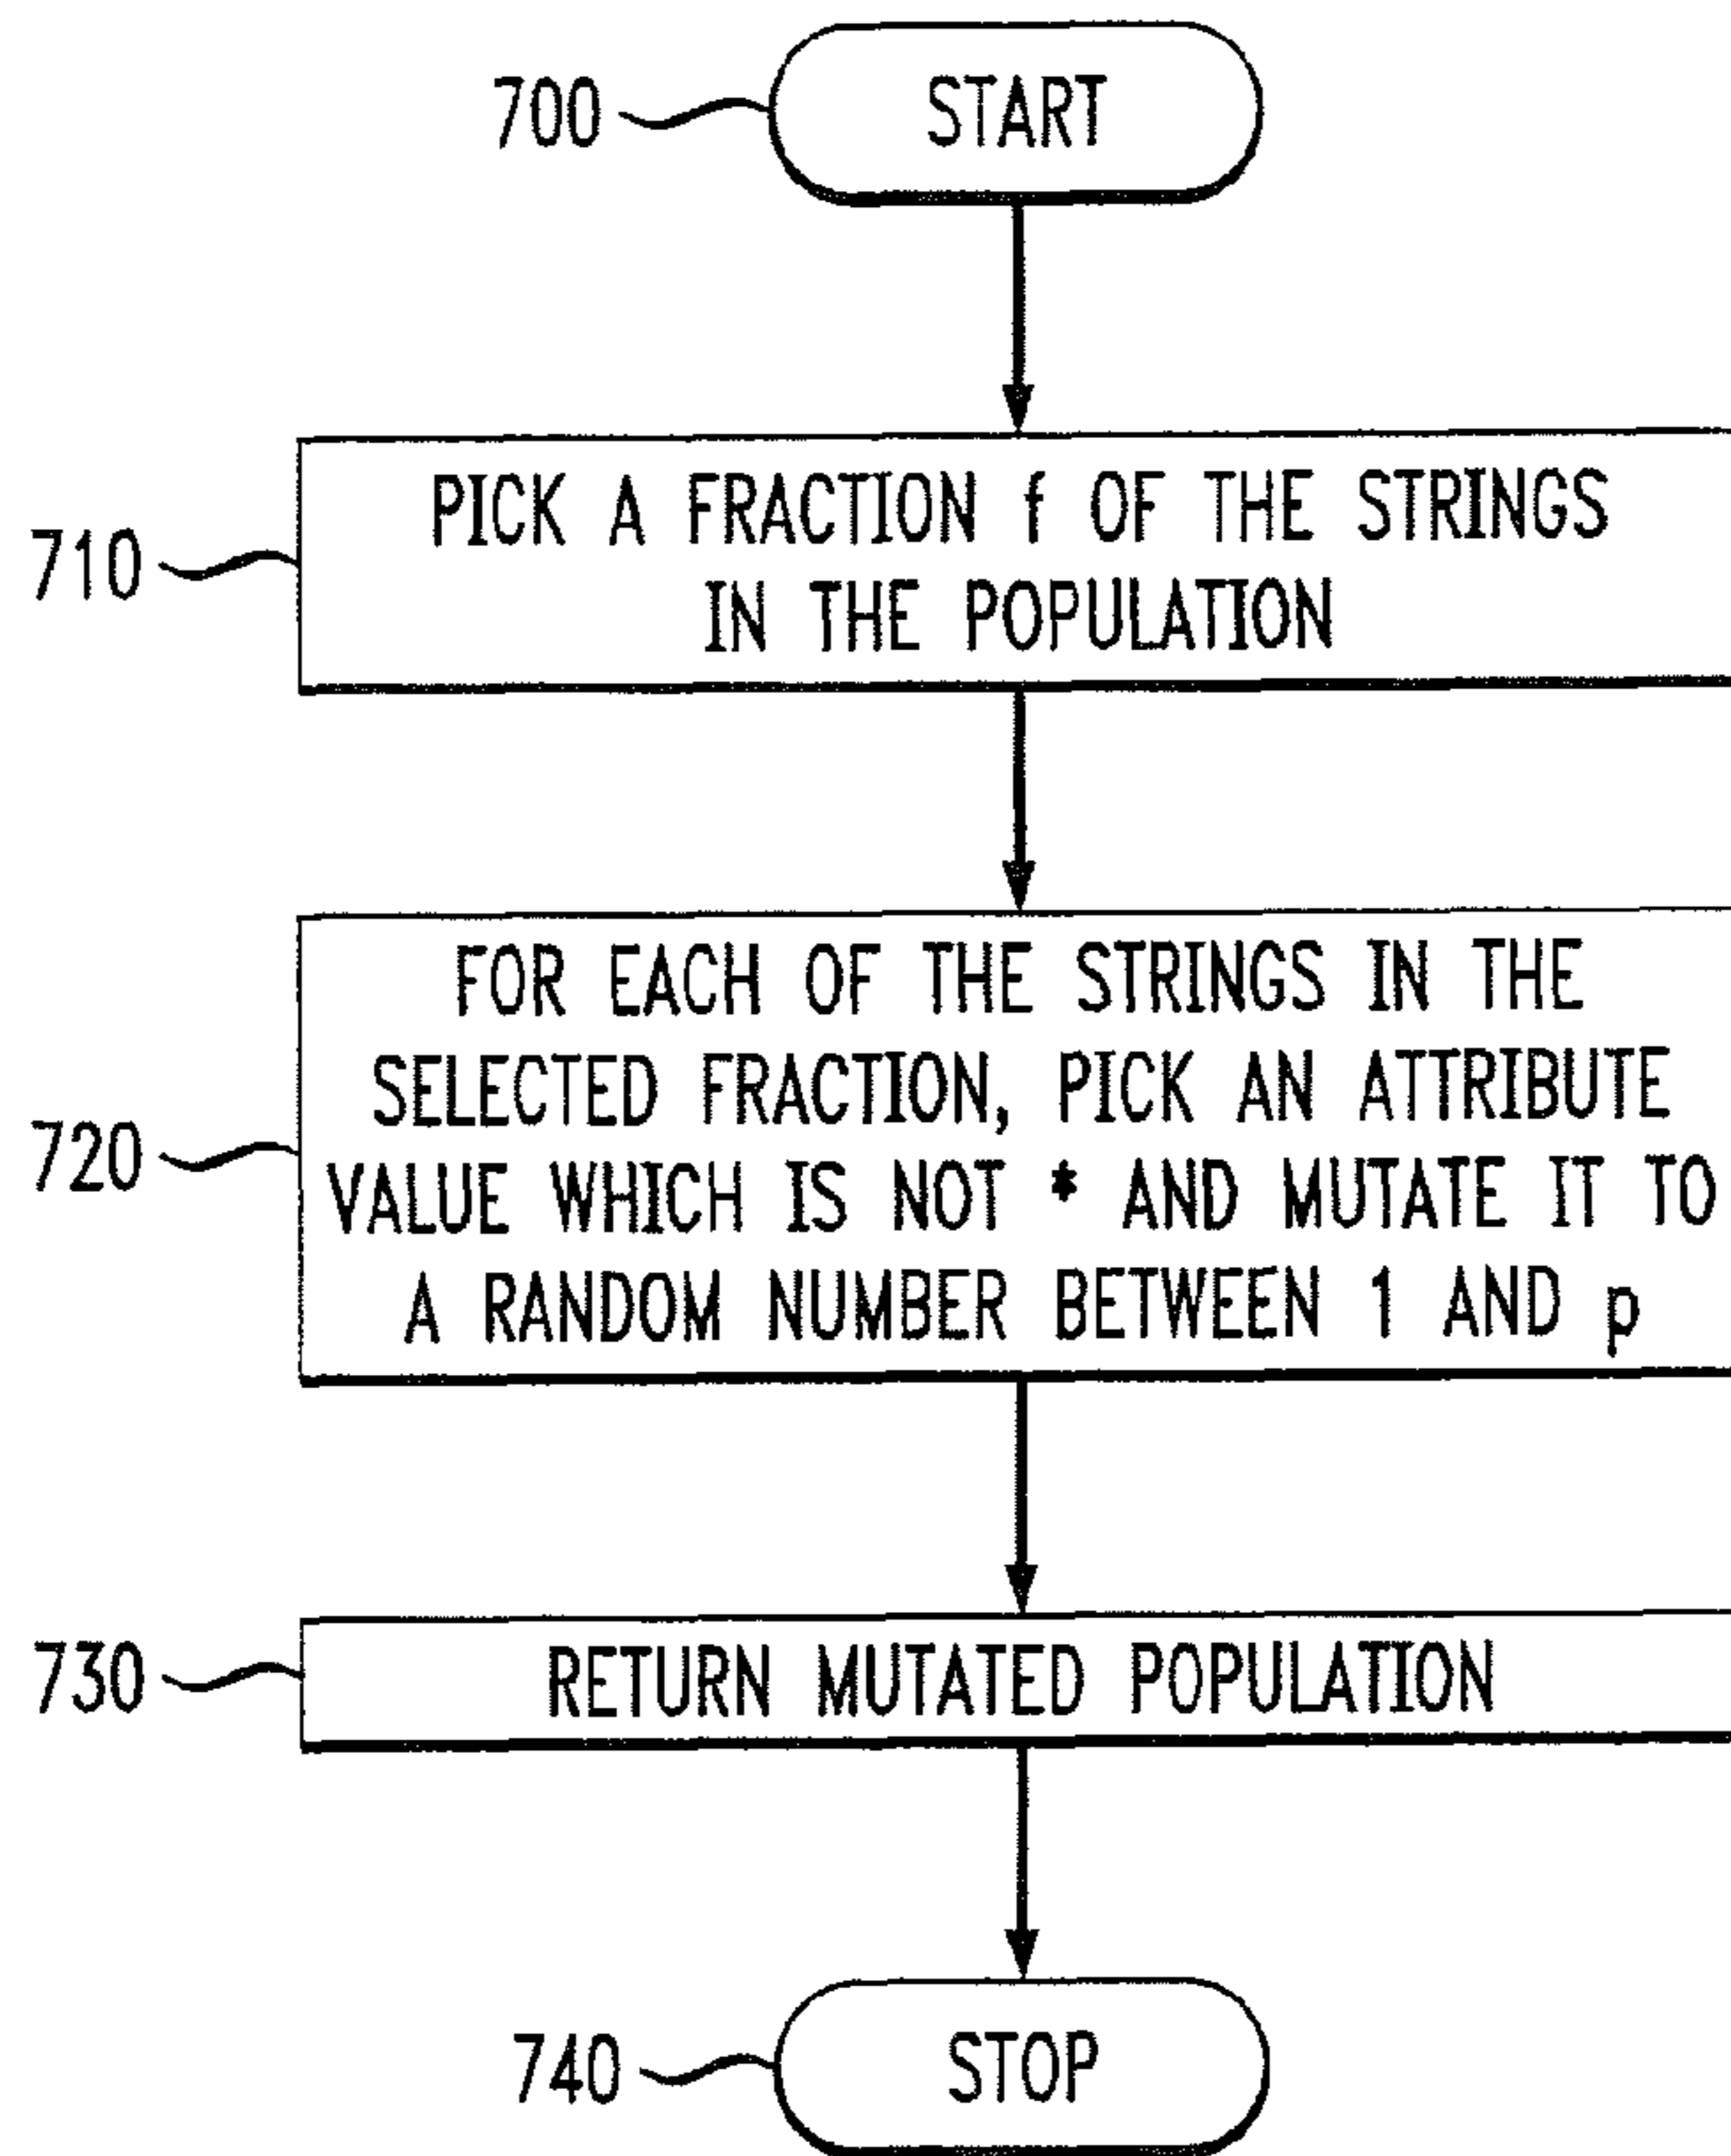 700
START
710
PICK A FRACTION f OF THE STRINGS
IN THE POPULATION
720
FOR EACH OF THE STRINGS IN THE
SELECTED FRACTION, PICK AN ATTRIBUTE
VALUE WHICH IS NOT * AND MUTATE IT TO
A RANDOM NUMBER BETWEEN 1 AND p
730
RETURN MUTATED POPULATION
740
STOP